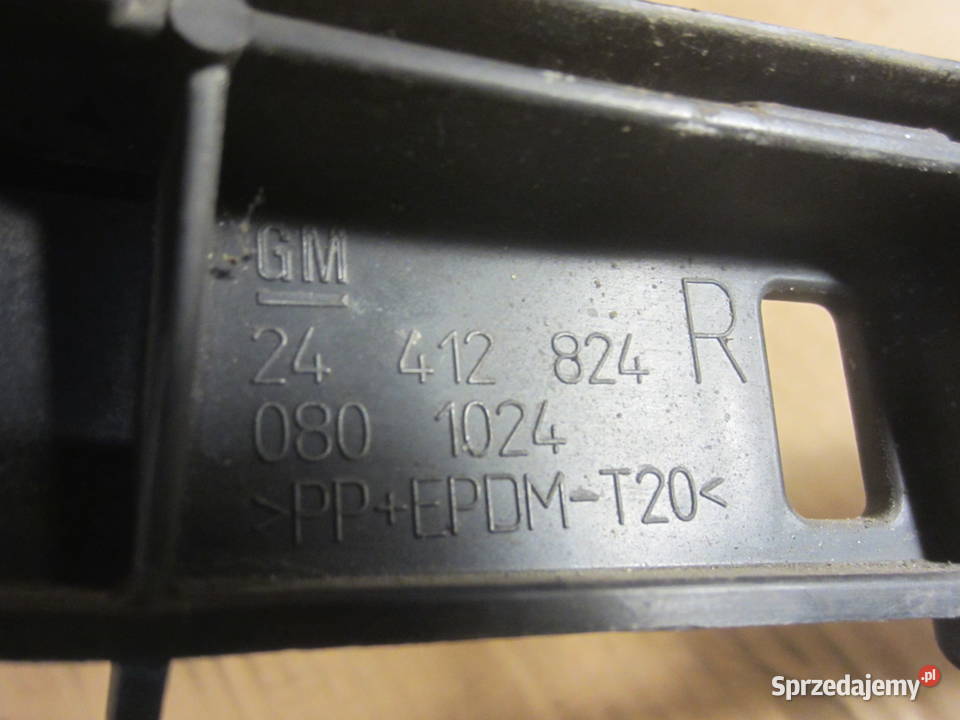 GM
24 412 824 R
080 1024
>PP+EPDM-T20<
Sprzedajemy.pl